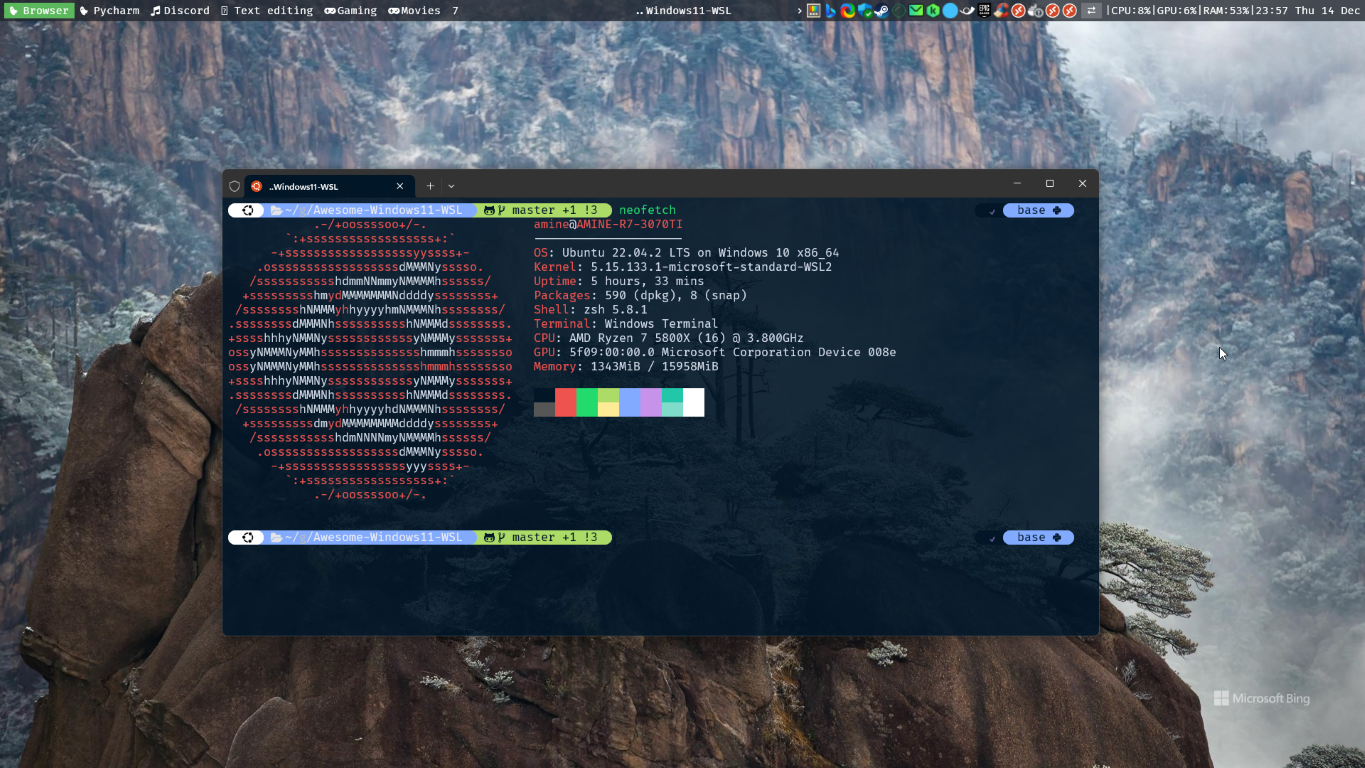 Browser Pycharm Discord Text editing Gaming Movies 7 ..Windows11-WSL |CPU:8%|GPU:6%|RAM:53%|23:57 Thu 14 Dec
..Windows11-WSL
~/ /Awesome-Windows11-WSL master +1 !3 neofetch base
.-/+oossssoo+/-. amine@AMINE-R7-3070TI
`:+ssssssssssssssssss+:` ---------------------
-+ssssssssssssssssssyyssss+- OS: Ubuntu 22.04.2 LTS on Windows 10 x86_64
.ossssssssssssssssssdMMMNysssso. Kernel: 5.15.133.1-microsoft-standard-WSL2
/ssssssssssshdmmNNmmyNMMMMhssssss/ Uptime: 5 hours, 33 mins
+ssssssssshmydMMMMMMMNddddyssssssss+ Packages: 590 (dpkg), 8 (snap)
/sssssssshNMMMyhhyyyyhmNMMMNhssssssss/ Shell: zsh 5.8.1
.ssssssssdMMMNhsssssssssshNMMMdssssssss. Terminal: Windows Terminal
+sssshhhyNMMNyssssssssssssyNMMMysssssss+ CPU: AMD Ryzen 7 5800X (16) @ 3.800GHz
ossyNMMMNyMMhsssssssssssssshmmmhssssssso GPU: 5f09:00:00.0 Microsoft Corporation Device 008e
ossyNMMMNyMMhsssssssssssssshmmmhssssssso Memory: 1343MiB / 15958MiB
+sssshhhyNMMNyssssssssssssyNMMMysssssss+
.ssssssssdMMMNhsssssssssshNMMMdssssssss.
/sssssssshNMMMyhhyyyyhdNMMMNhssssssss/
+sssssssssdmydMMMMMMMMddddyssssssss+
/ssssssssssshdmNNNNmyNMMMMhssssss/
.ossssssssssssssssssdMMMNysssso.
-+sssssssssssssssssyyyssss+-
`:+ssssssssssssssssss+:`
.-/+oossssoo+/-.
~/ /Awesome-Windows11-WSL master +1 !3 base
Microsoft Bing